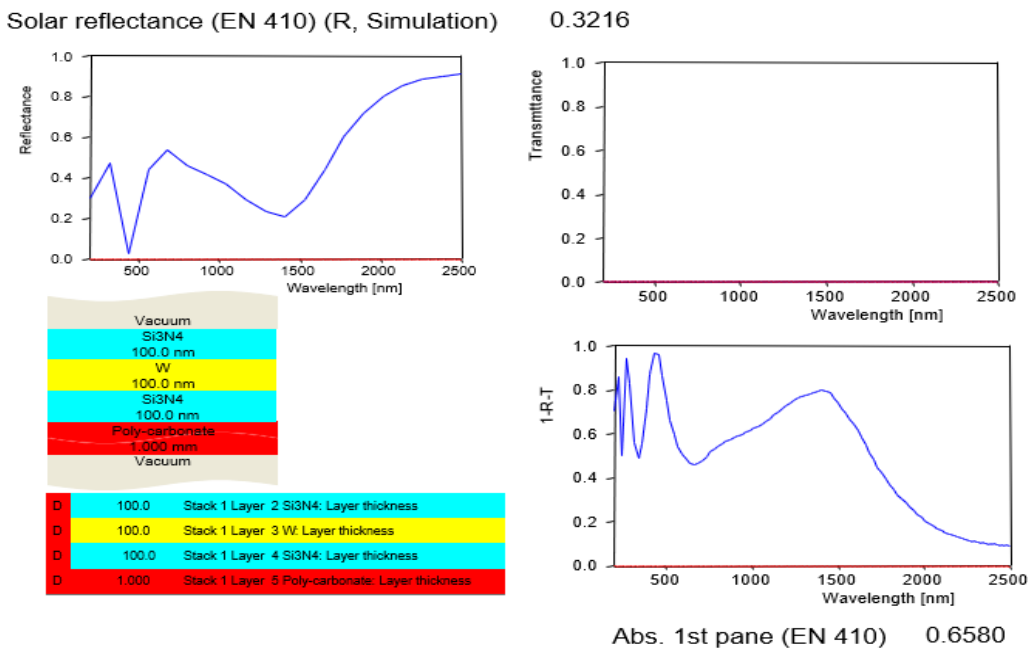 Solar reflectance (EN 410) (R, Simulation) 0.3216
1.0
0.8
0.6
0.4
0.2
0.0
Reflectance
500 1000 1500 2000 2500
Wavelength [nm]
1.0
0.8
0.6
0.4
0.2
0.0
Transmttance
500 1000 1500 2000 2500
Wavelength [nm]
Vacuum
Si3N4
100.0 nm
W
100.0 nm
Si3N4
100.0 nm
Poly-carbonate
1.000 mm
Vacuum
D 100.0 Stack 1 Layer 2 Si3N4: Layer thickness
D 100.0 Stack 1 Layer 3 W: Layer thickness
D 100.0 Stack 1 Layer 4 Si3N4: Layer thickness
D 1.000 Stack 1 Layer 5 Poly-carbonate: Layer thickness
1.0
0.8
0.6
0.4
0.2
0.0
1-R-T
500 1000 1500 2000 2500
Wavelength [nm]
Abs. 1st pane (EN 410) 0.6580